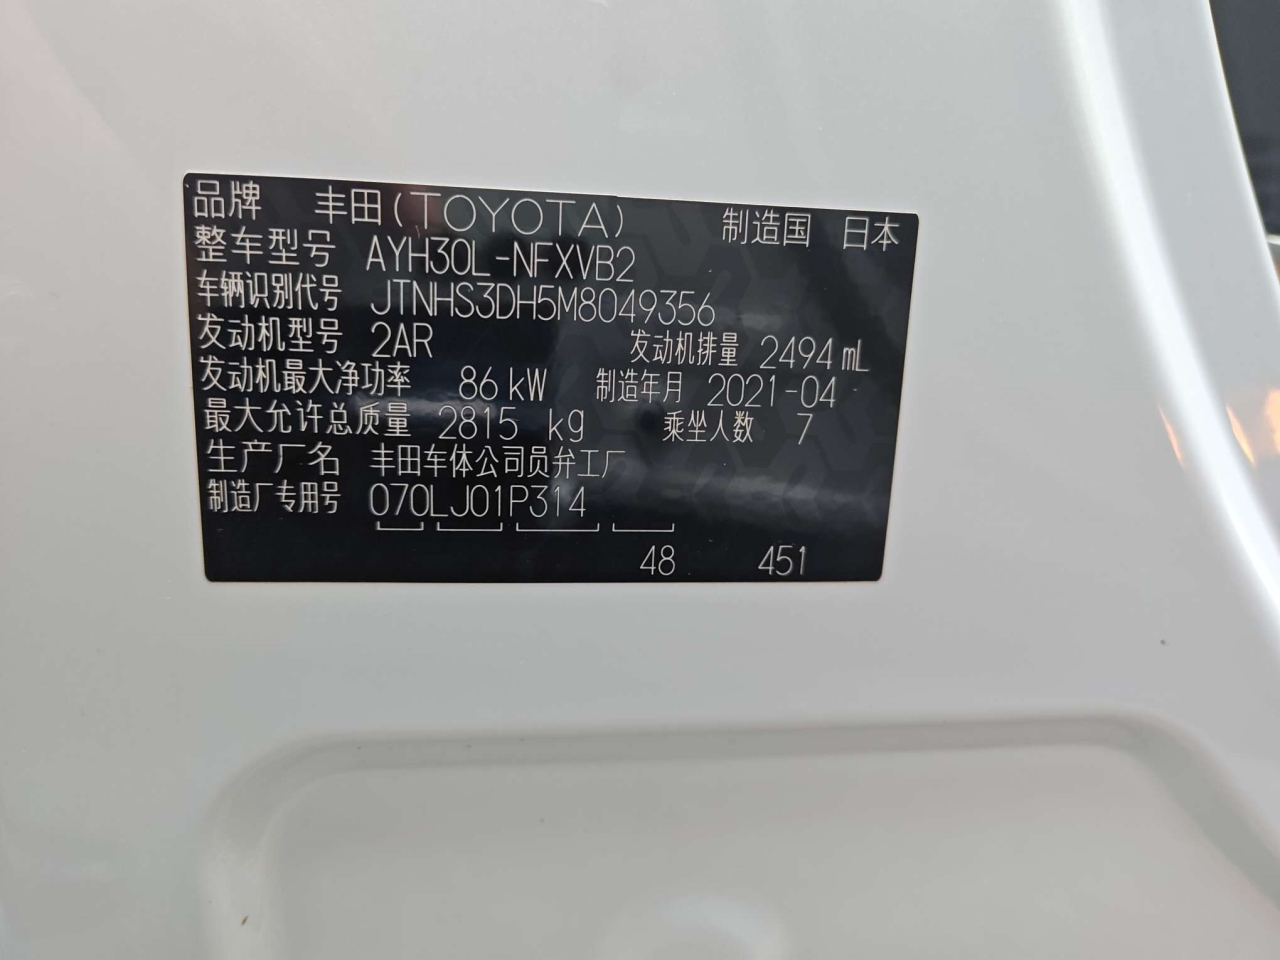 品牌 丰田(TOYOTA) 制造国 日本
整车型号 AYH30L-NFXVB2
车辆识别代号 JTNHS3DH5M8049356
发动机型号 2AR 发动机排量 2494 mL
发动机最大净功率 86 kW 制造年月 2021-04
最大允许总质量 2815 kg 乘坐人数 7
生产厂名 丰田车体公司员弁工厂
制造厂专用号 070LJ01P314
48 451